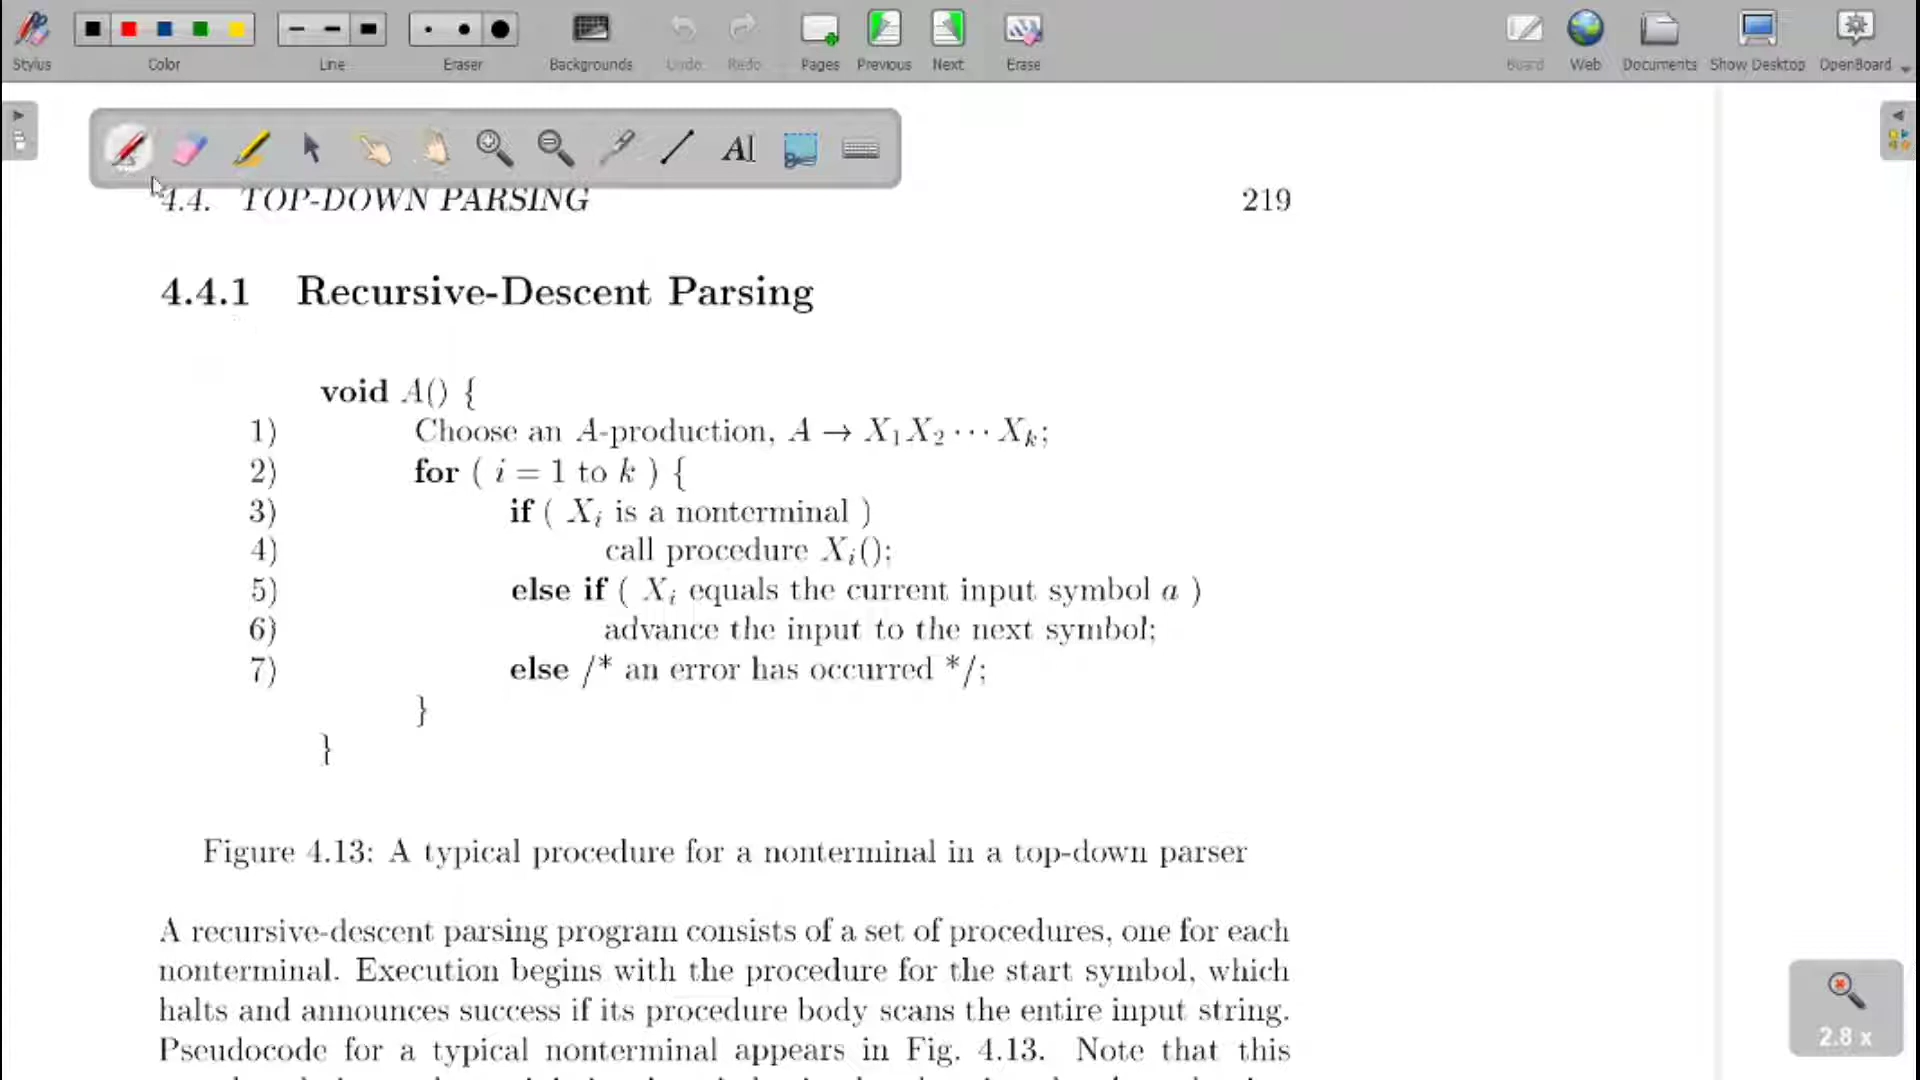 Stylus Color Line Eraser Backgrounds Undo Redo Pages Previous Next Erase Board Web Documents Show Desktop OpenBoard
4.4. TOP-DOWN PARSING 219
4.4.1 Recursive-Descent Parsing
void A() {
1) Choose an A-production, A → X₁X₂ ⋯ Xₖ;
2) for ( i = 1 to k ) {
3) if ( Xᵢ is a nonterminal )
4) call procedure Xᵢ();
5) else if ( Xᵢ equals the current input symbol a )
6) advance the input to the next symbol;
7) else /* an error has occurred */;
}
}
Figure 4.13: A typical procedure for a nonterminal in a top-down parser
A recursive-descent parsing program consists of a set of procedures, one for each
nonterminal. Execution begins with the procedure for the start symbol, which
halts and announces success if its procedure body scans the entire input string.
Pseudocode for a typical nonterminal appears in Fig. 4.13. Note that this
2.8 x